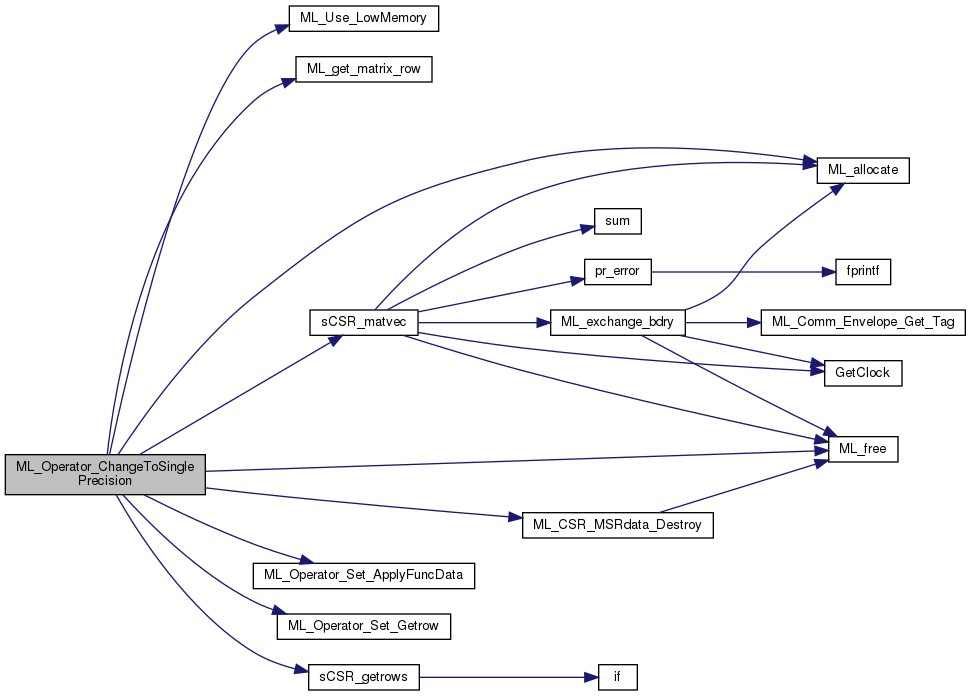 ML_Use_LowMemory
ML_get_matrix_row
ML_allocate
sum
pr_error
fprintf
sCSR_matvec
ML_exchange_bdry
ML_Comm_Envelope_Get_Tag
GetClock
ML_free
ML_Operator_ChangeToSingle
Precision
ML_CSR_MSRdata_Destroy
ML_Operator_Set_ApplyFuncData
ML_Operator_Set_Getrow
sCSR_getrows
if